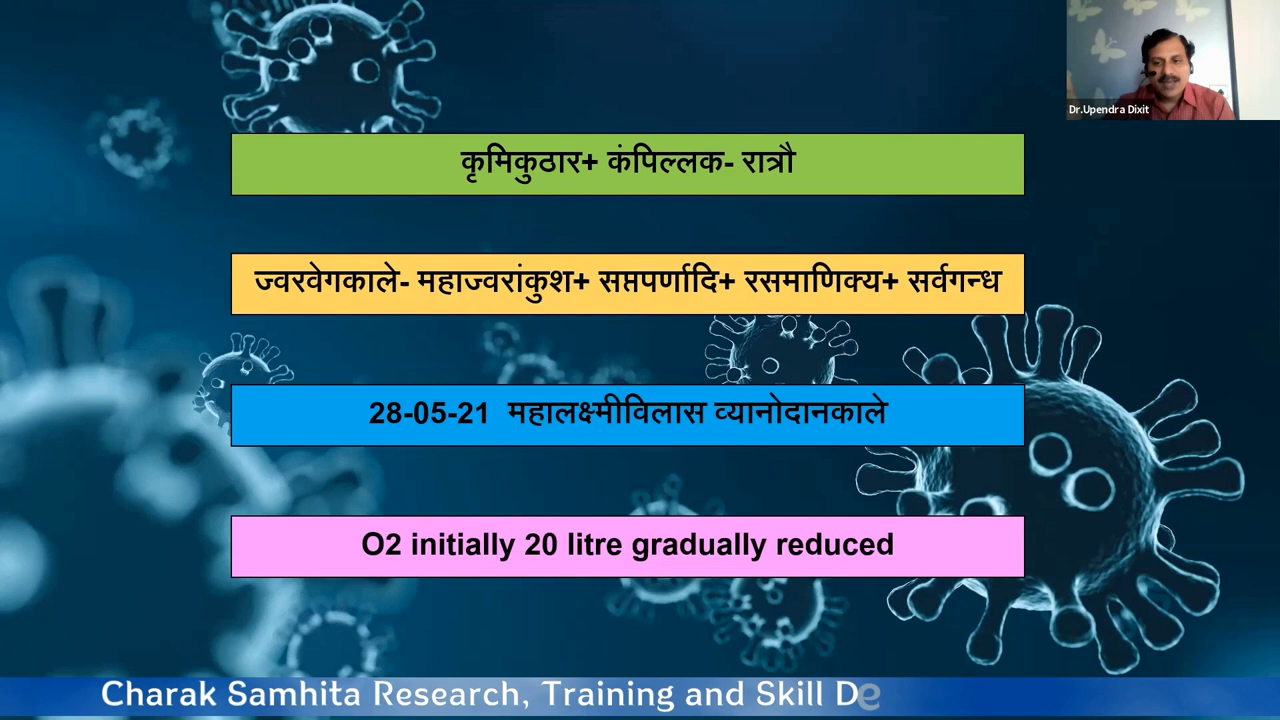 Dr.Upendra Dixit
कृमिकुठार+ कंपिल्लक- रात्रौ
ज्वरवेगकाले- महाज्वरांकुश+ सप्तपर्णादि+ रसमाणिक्य+ सर्वगन्ध
28-05-21 महालक्ष्मीविलास व्यानोदानकाले
O2 initially 20 litre gradually reduced
Charak Samhita Research, Training and Skill De